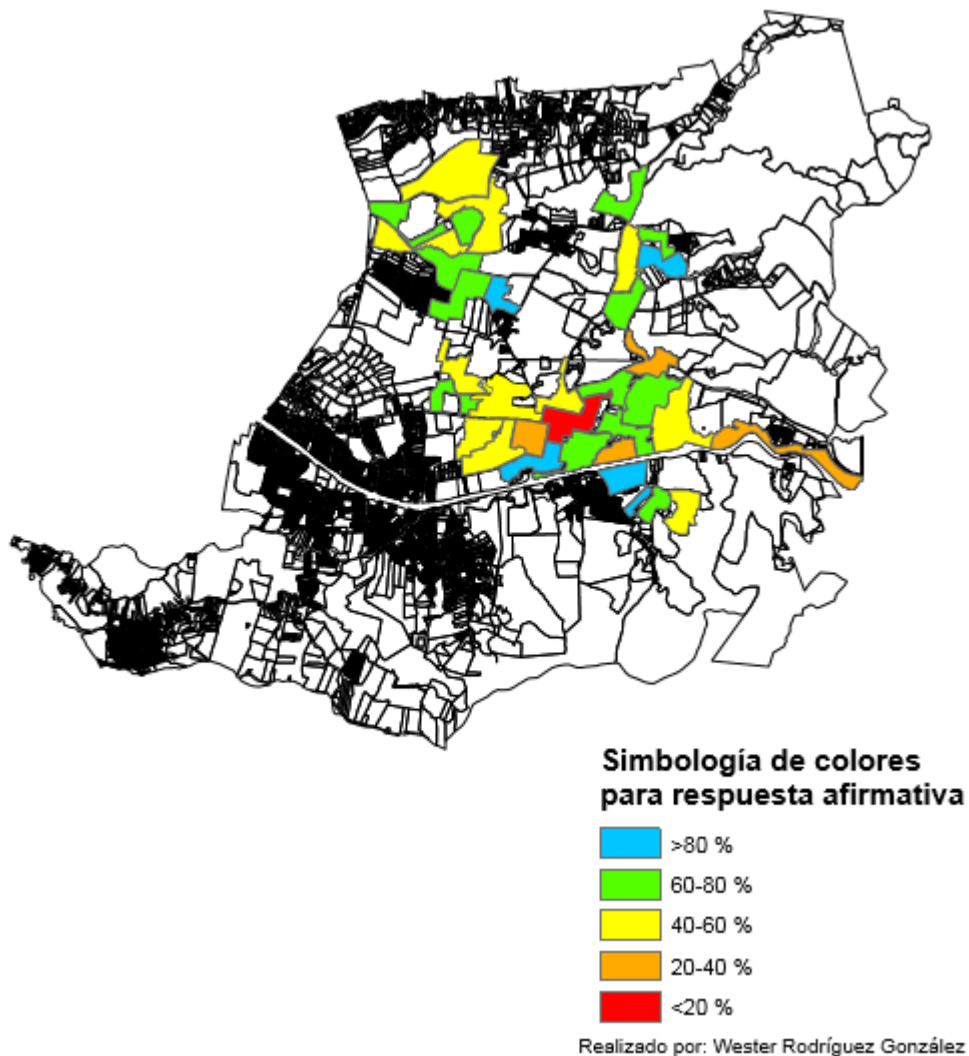 Simbología de colores
para respuesta afirmativa
>80 %
60-80 %
40-60 %
20-40 %
<20 %
Realizado por: Wester Rodríguez González